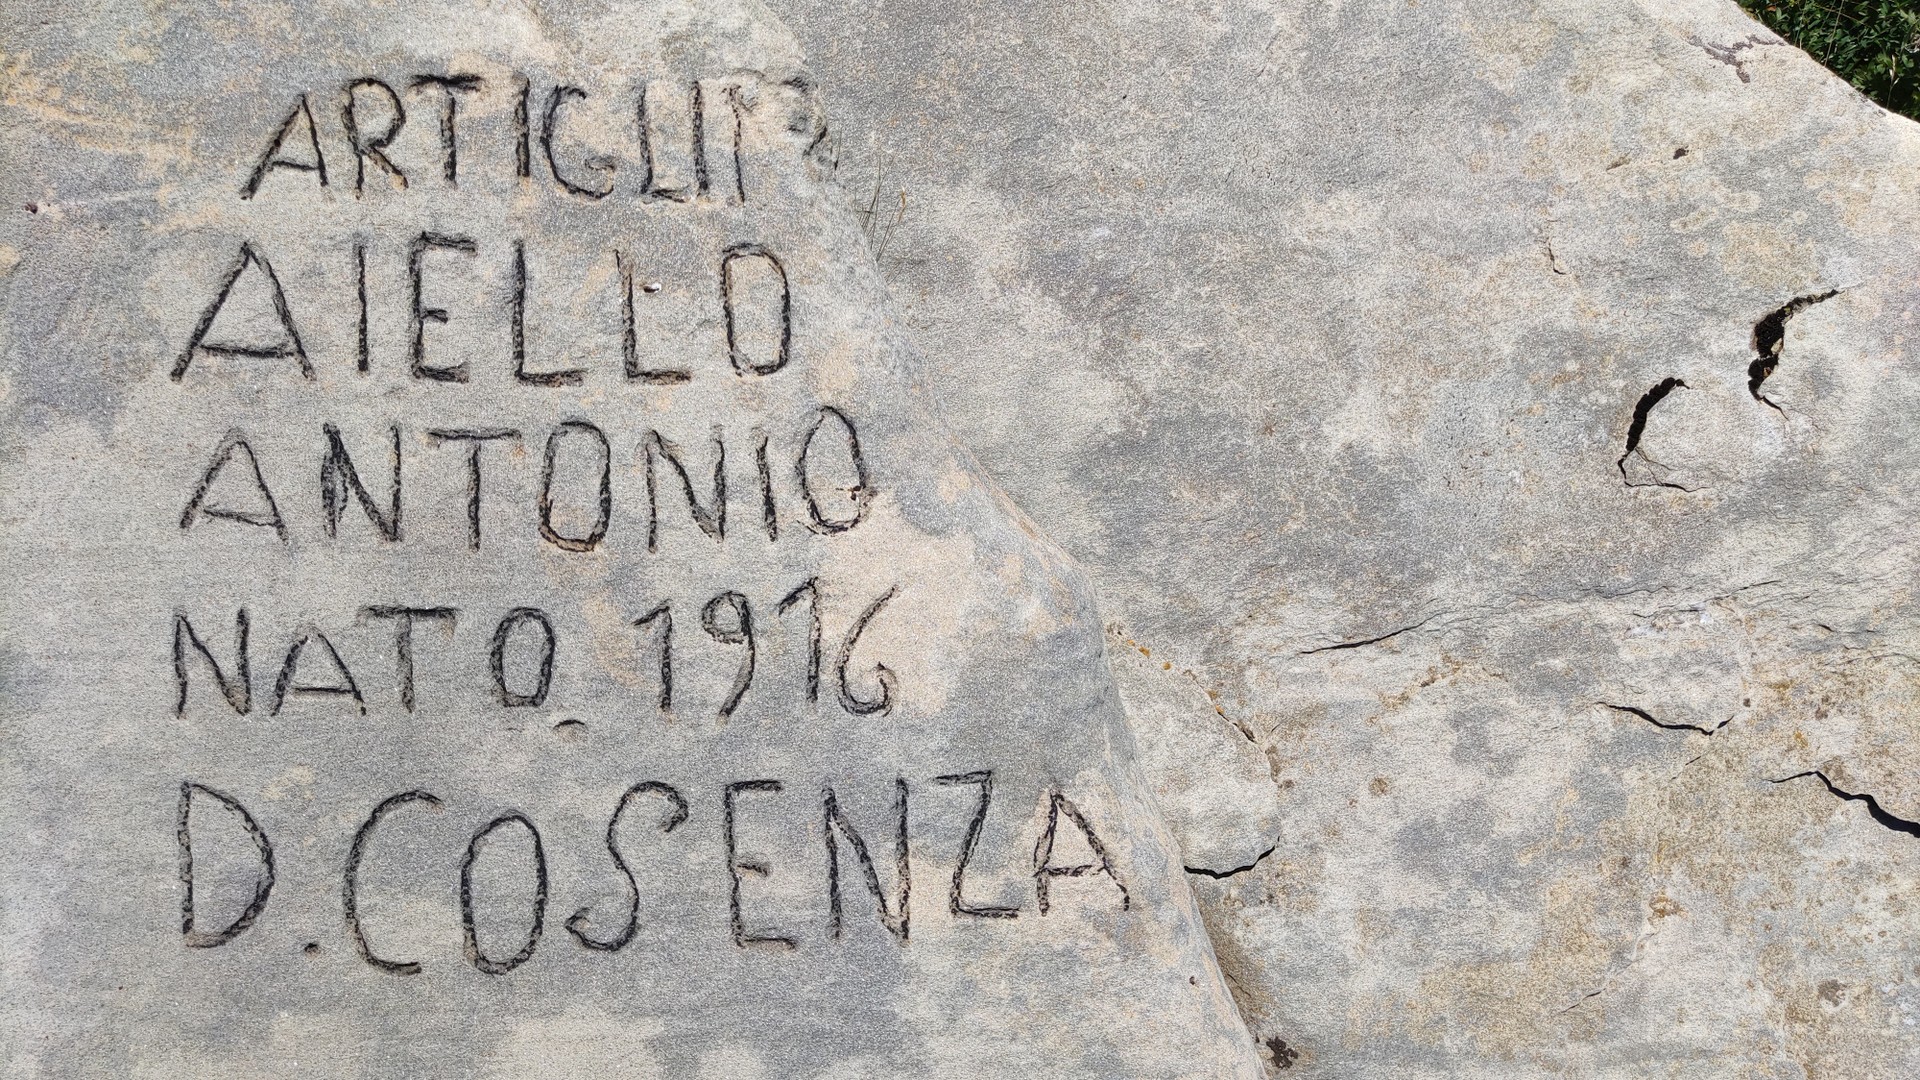 ARTIGLI
AIELLO
ANTONIO
NATO 1916
D. COSENZA